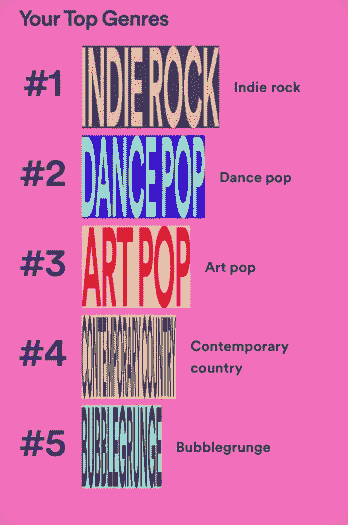 Your Top Genres
#1
INDIE ROCK
Indie rock
#2
DANCE POP
Dance pop
#3
ART POP
Art pop
#4
CONTEMPORARY COUNTRY
Contemporary
country
#5
BUBBLEGRUNGE
Bubblegrunge